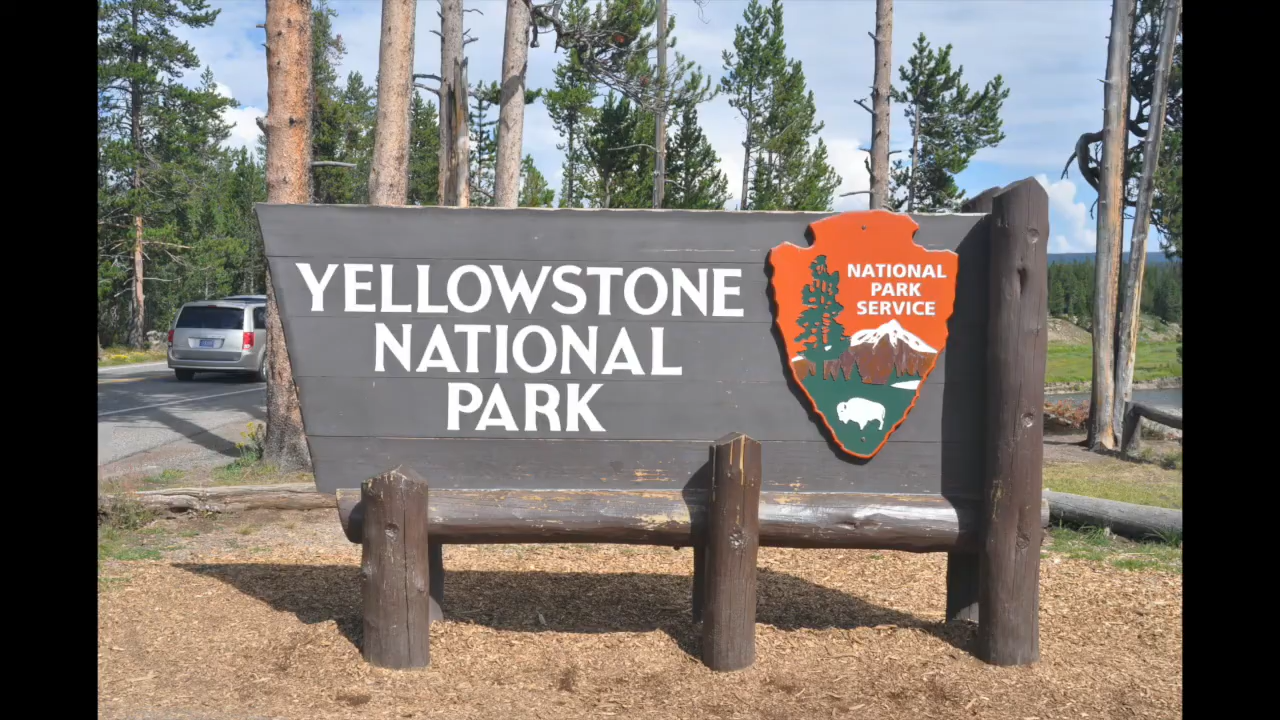 YELLOWSTONE
NATIONAL
PARK
NATIONAL
PARK
SERVICE